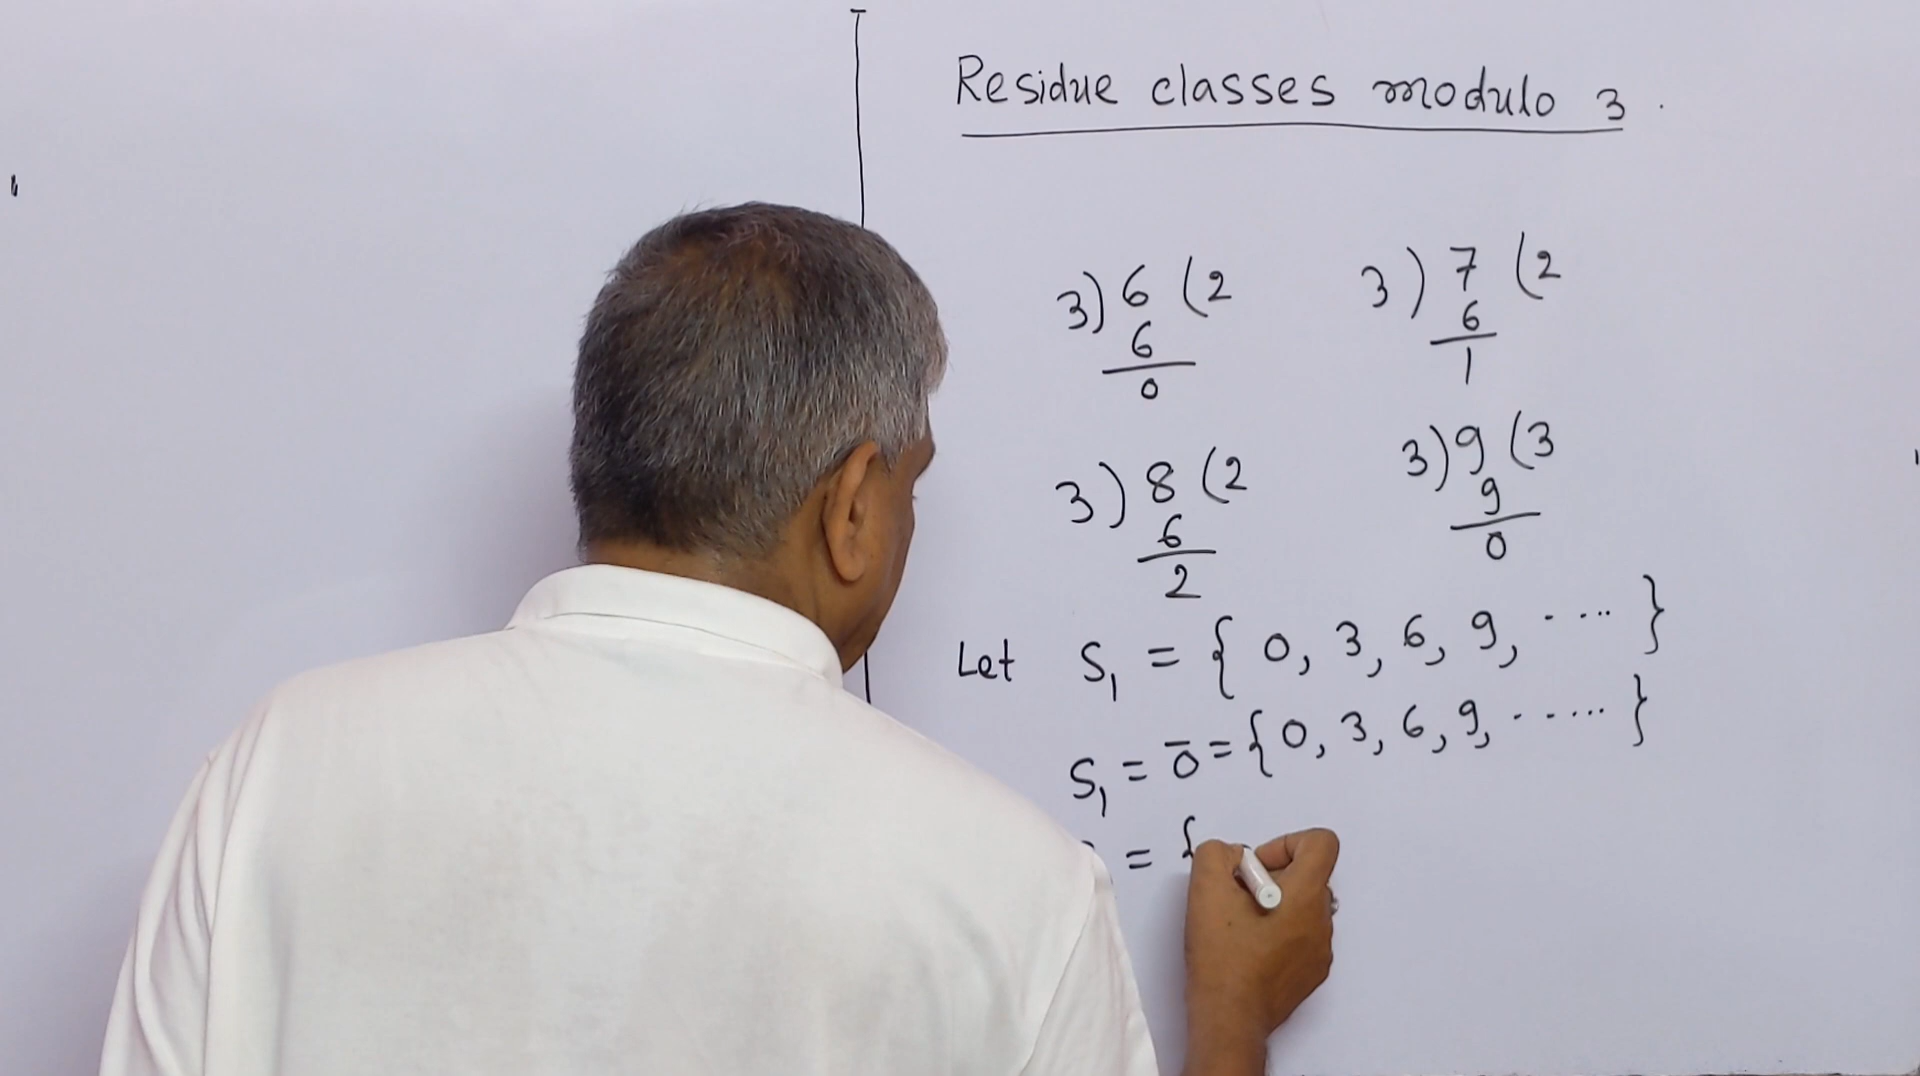 Residue classes modulo 3.
3)6(2 3)7(2
6 6
0 1
3)8(2 3)9(3
6 9
2 0
Let S₁ = { 0, 3, 6, 9, ..... }
S₁ = 0̄ = { 0, 3, 6, 9, ...... }
= {